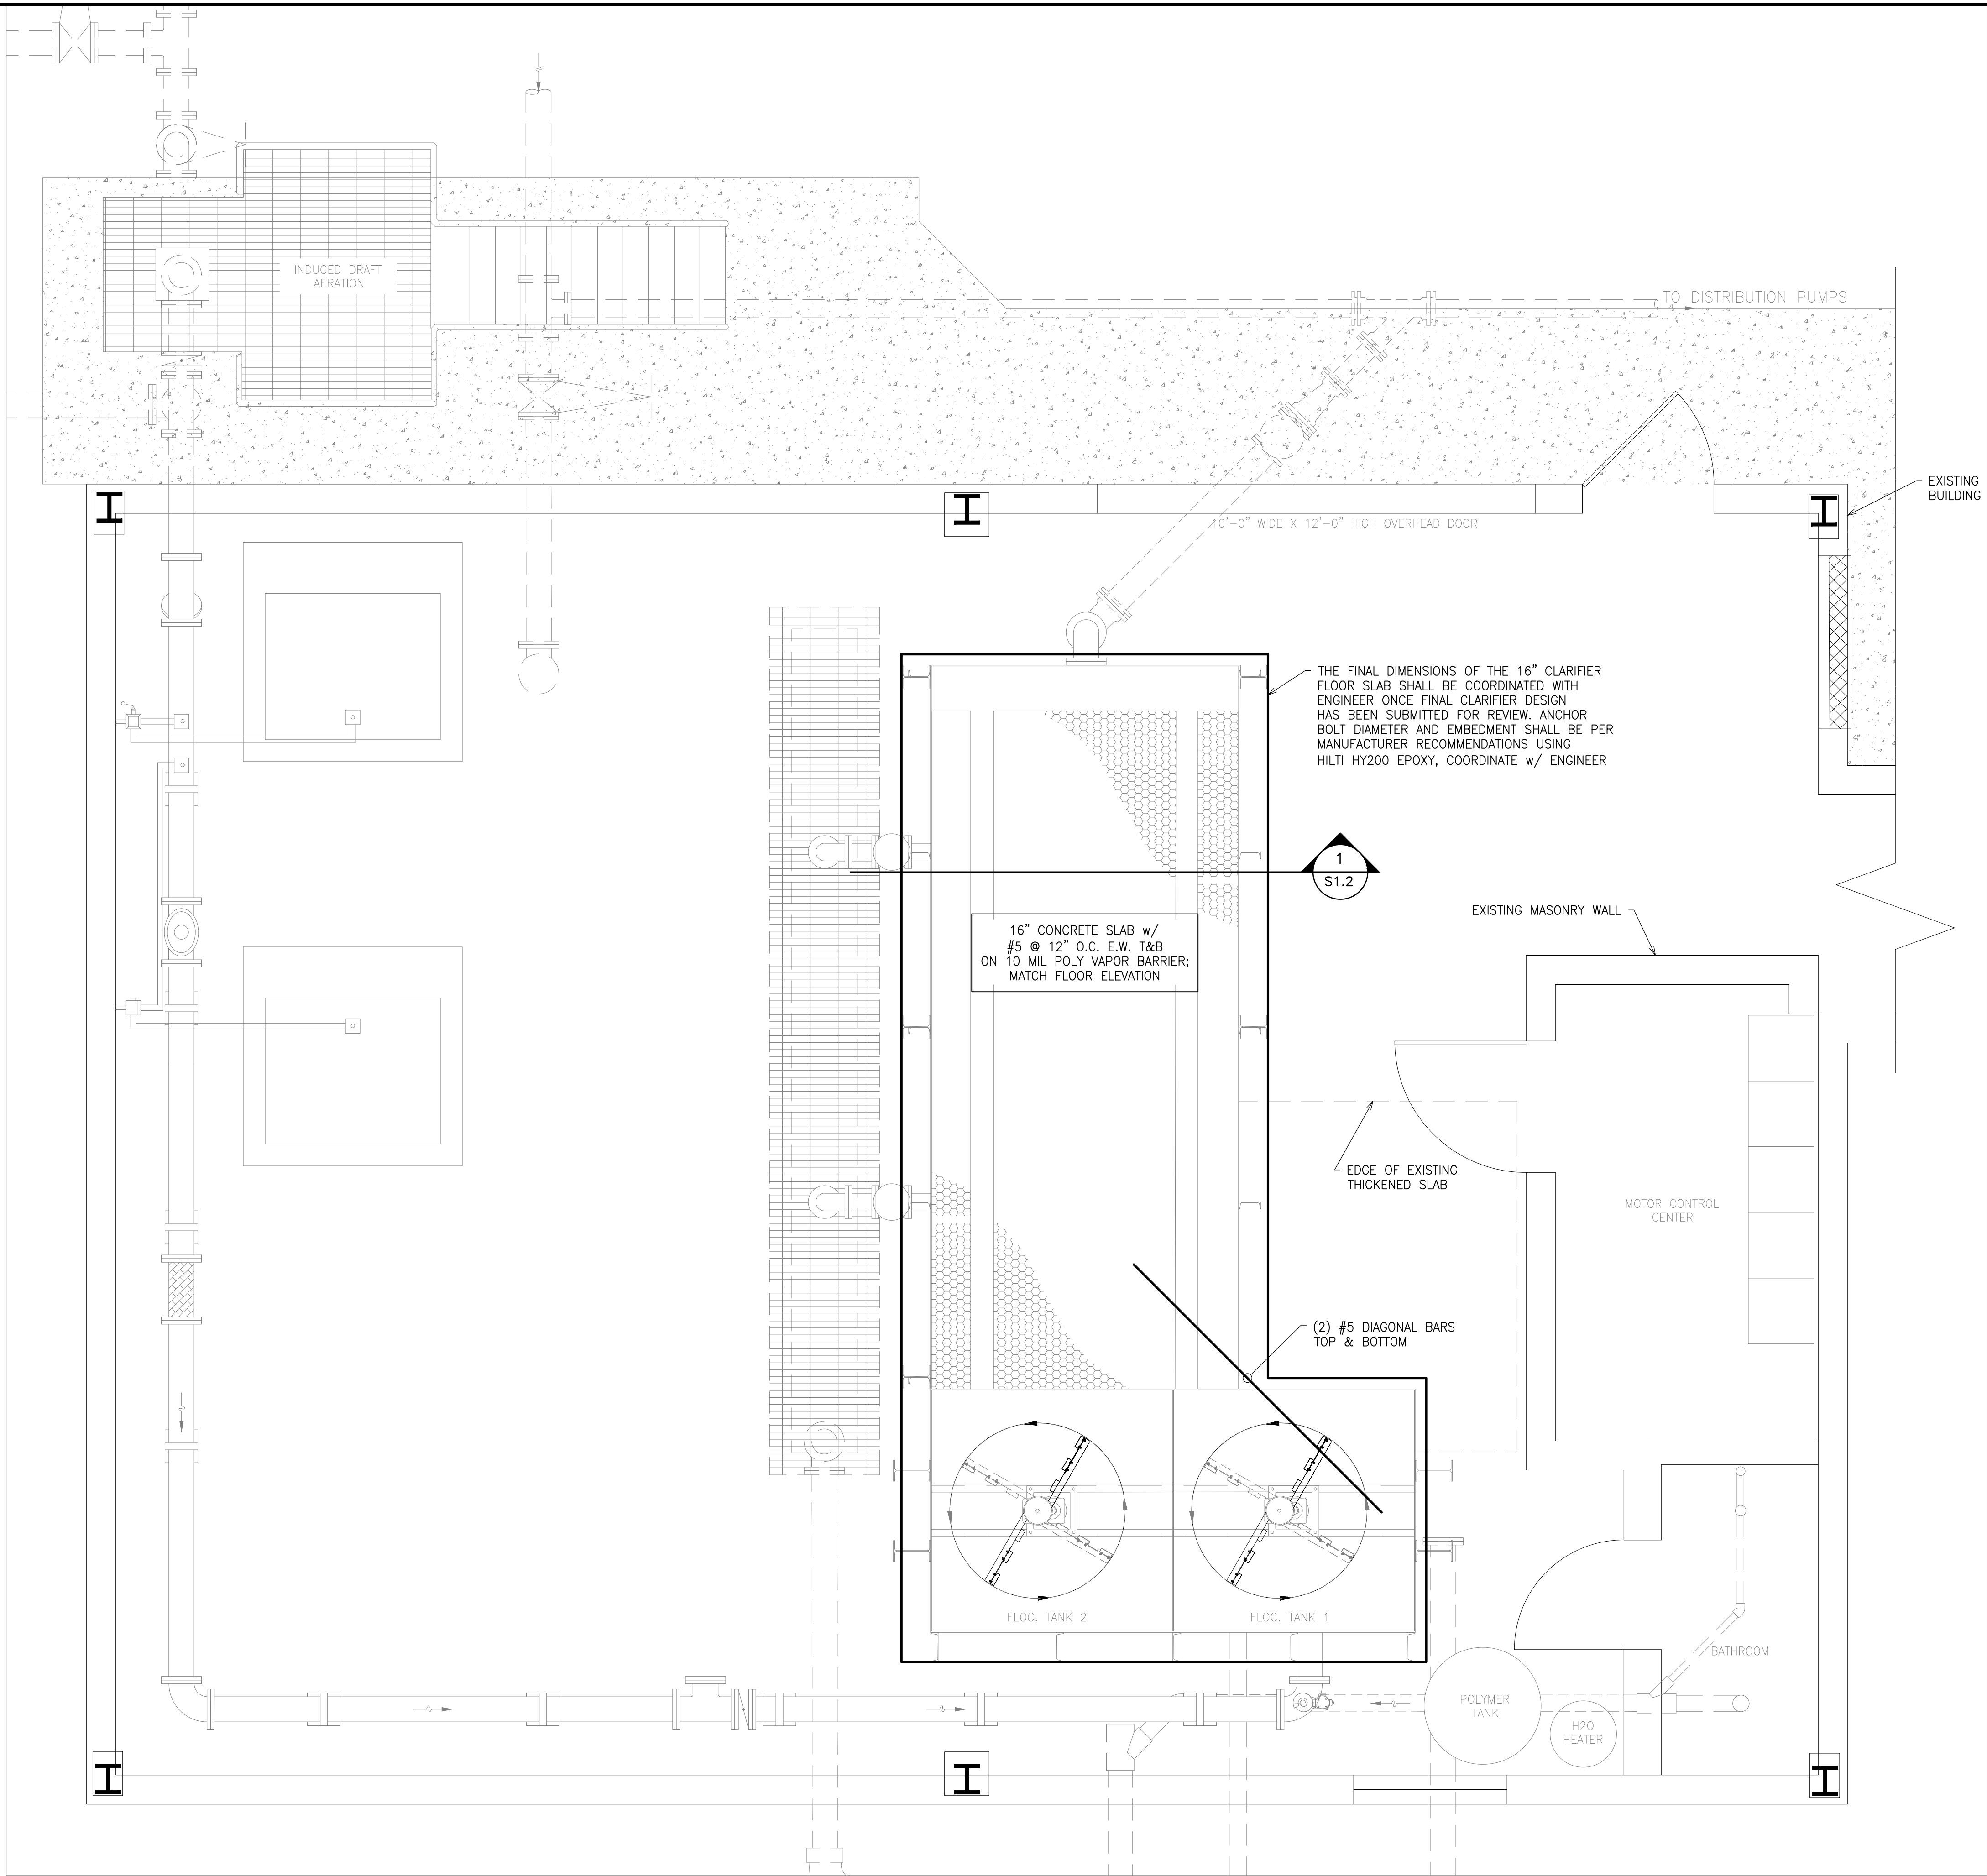 INDUCED DRAFT
AERATION
TO DISTRIBUTION PUMPS
EXISTING
BUILDING
10'-0" WIDE X 12'-0" HIGH OVERHEAD DOOR
THE FINAL DIMENSIONS OF THE 16" CLARIFIER
FLOOR SLAB SHALL BE COORDINATED WITH
ENGINEER ONCE FINAL CLARIFIER DESIGN
HAS BEEN SUBMITTED FOR REVIEW. ANCHOR
BOLT DIAMETER AND EMBEDMENT SHALL BE PER
MANUFACTURER RECOMMENDATIONS USING
HILTI HY200 EPOXY, COORDINATE w/ ENGINEER
1
S1.2
EXISTING MASONRY WALL
16" CONCRETE SLAB w/
#5 @ 12" O.C. E.W. T&B
ON 10 MIL POLY VAPOR BARRIER;
MATCH FLOOR ELEVATION
EDGE OF EXISTING
THICKENED SLAB
MOTOR CONTROL
CENTER
(2) #5 DIAGONAL BARS
TOP & BOTTOM
FLOC. TANK 2
FLOC. TANK 1
BATHROOM
POLYMER
TANK
H2O
HEATER